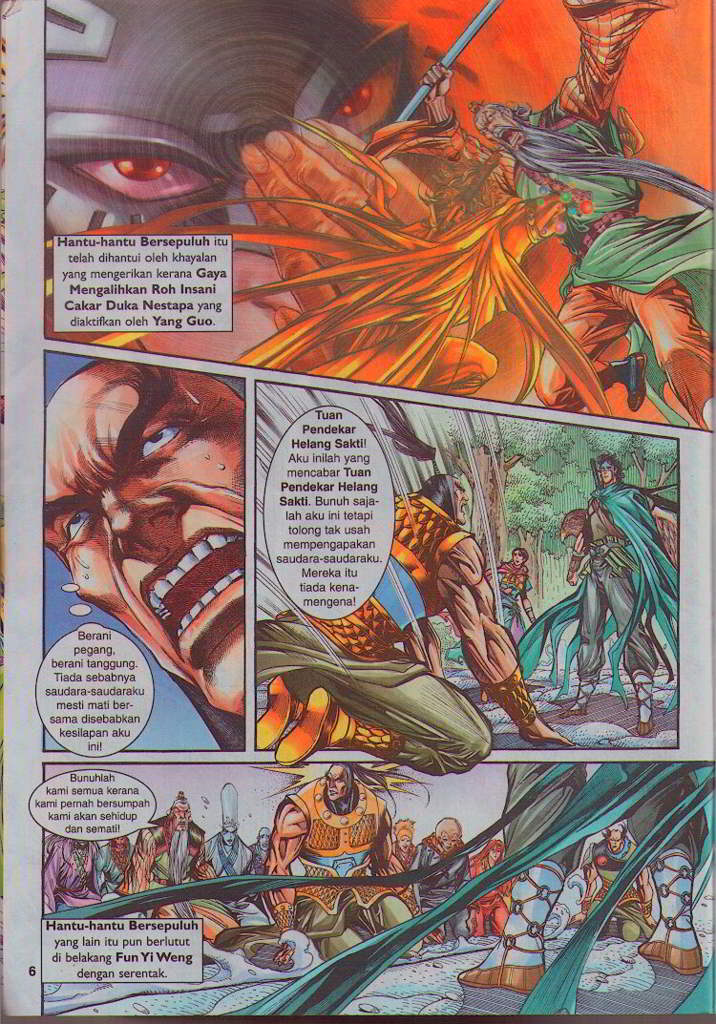 Hantu-hantu Bersepuluh itu
telah dihantui oleh khayalan
yang mengerikan kerana Gaya
Mengalihkan Roh Insani
Cakar Duka Nestapa yang
diaktifkan oleh Yang Guo.
Berani
pegang,
berani tanggung.
Tiada sebabnya
saudara-saudaraku
mesti mati ber-
sama disebabkan
kesilapan aku
ini!
Tuan
Pendekar
Helang Sakti!
Aku inilah yang
mencabar Tuan
Pendekar Helang
Sakti. Bunuh saja-
lah aku ini tetapi
tolong tak usah
mempengapakan
saudara-saudaraku.
Mereka itu
tiada kena-
mengena!
Bunuhlah
kami semua kerana
kami pernah bersumpah
kami akan sehidup
dan semati!
Hantu-hantu Bersepuluh
yang lain itu pun berlutut
di belakang Fun Yi Weng
dengan serentak.
6